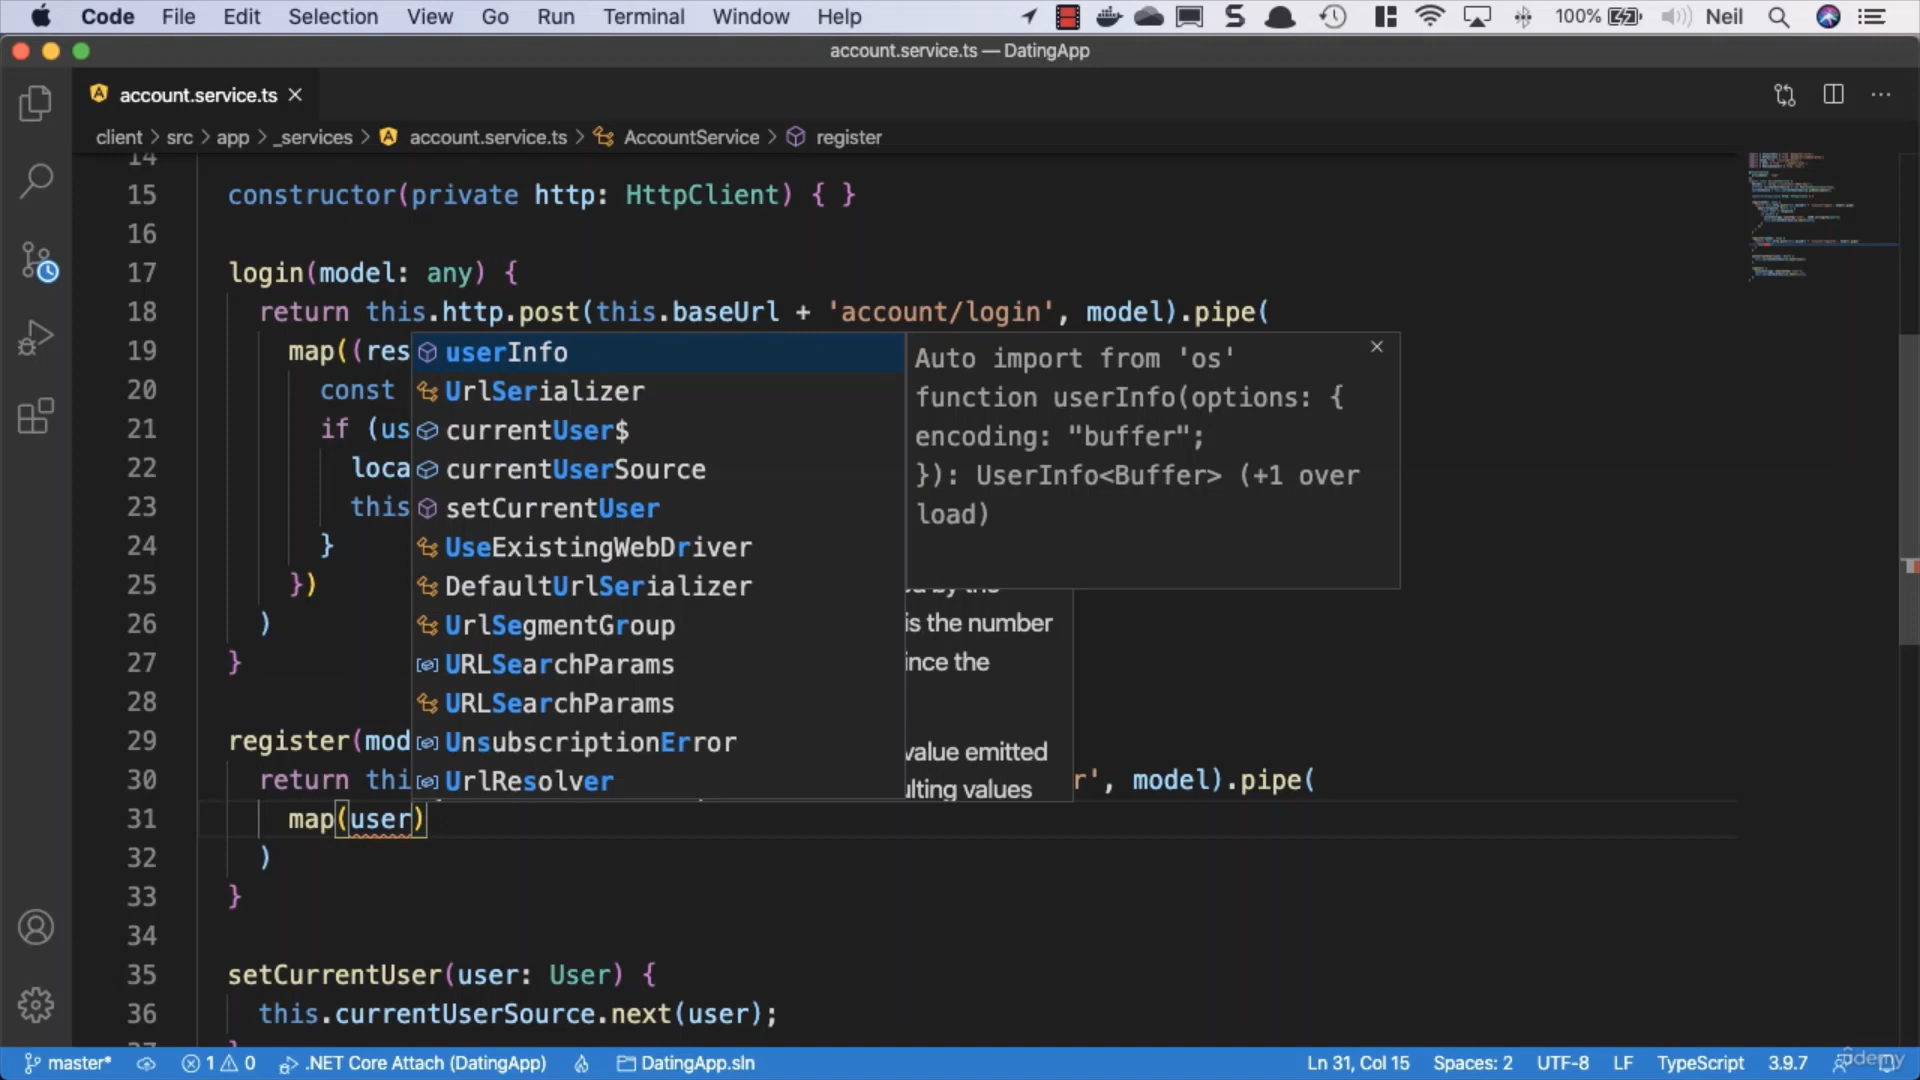 Code File Edit Selection View Go Run Terminal Window Help 100% Neil
account.service.ts — DatingApp
account.service.ts
client > src > app > _services > account.service.ts > AccountService > register
14
15 constructor(private http: HttpClient) { }
16
17 login(model: any) {
18 return this.http.post(this.baseUrl + 'account/login', model).pipe(
19 map((res
20 const
21 if (us
22 loca
23 this
24 }
25 })
26 )
27 }
28
29 register(mod
30 return thi r', model).pipe(
31 map(user)
32 )
33 }
34
35 setCurrentUser(user: User) {
36 this.currentUserSource.next(user);
userInfo
UrlSerializer
currentUser$
currentUserSource
setCurrentUser
UseExistingWebDriver
DefaultUrlSerializer
UrlSegmentGroup
URLSearchParams
URLSearchParams
UnsubscriptionError
UrlResolver
Auto import from 'os'
function userInfo(options: {
encoding: "buffer";
}): UserInfo<Buffer> (+1 over
load)
by the
is the number
ince the
value emitted
ulting values
master* 1 0 .NET Core Attach (DatingApp) DatingApp.sln Ln 31, Col 15 Spaces: 2 UTF-8 LF TypeScript 3.9.7
udemy